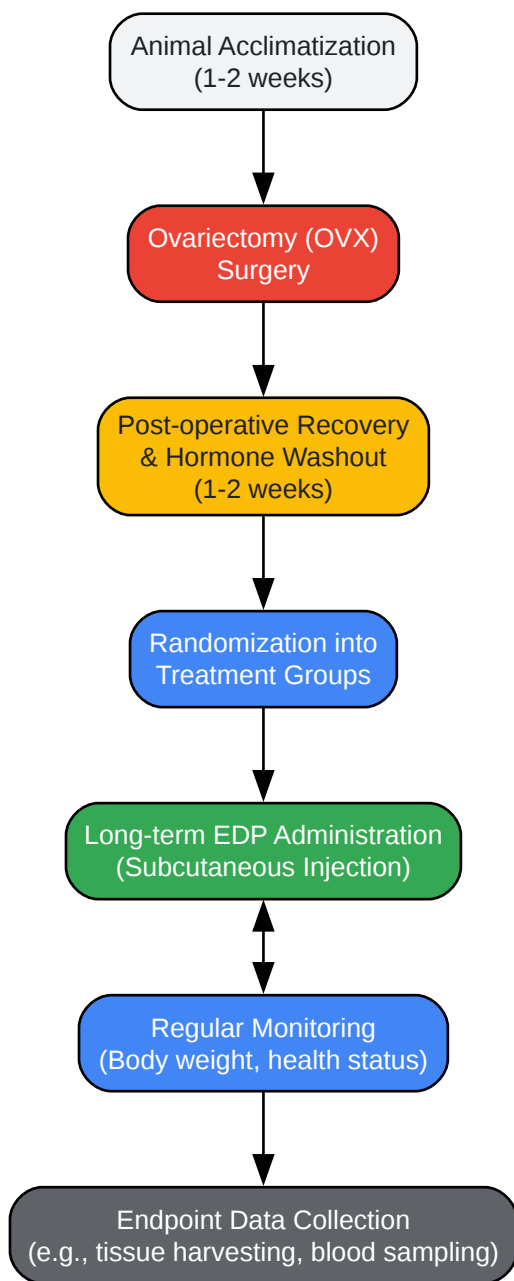 Animal Acclimatization
(1-2 weeks)
Ovariectomy (OVX)
Surgery
Post-operative Recovery
& Hormone Washout
(1-2 weeks)
Randomization into
Treatment Groups
Long-term EDP Administration
(Subcutaneous Injection)
Regular Monitoring
(Body weight, health status)
Endpoint Data Collection
(e.g., tissue harvesting, blood sampling)